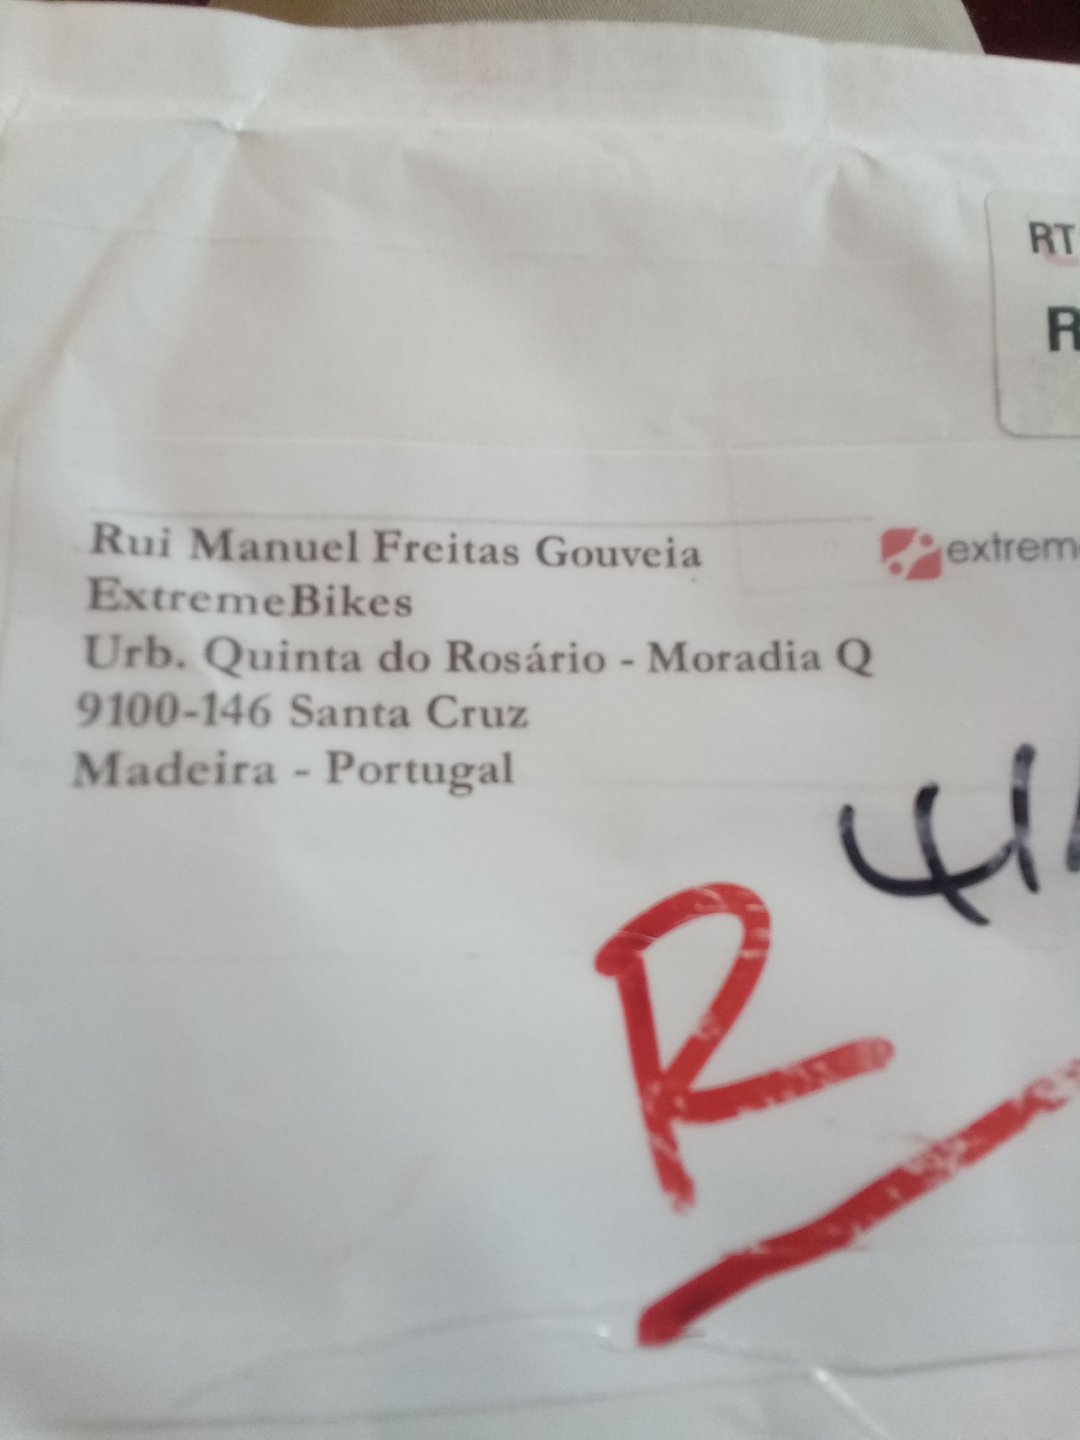 RT
R
Rui Manuel Freitas Gouveia
extrem
ExtremeBikes
Urb. Quinta do Rosário - Moradia Q
9100-146 Santa Cruz
Madeira - Portugal
R